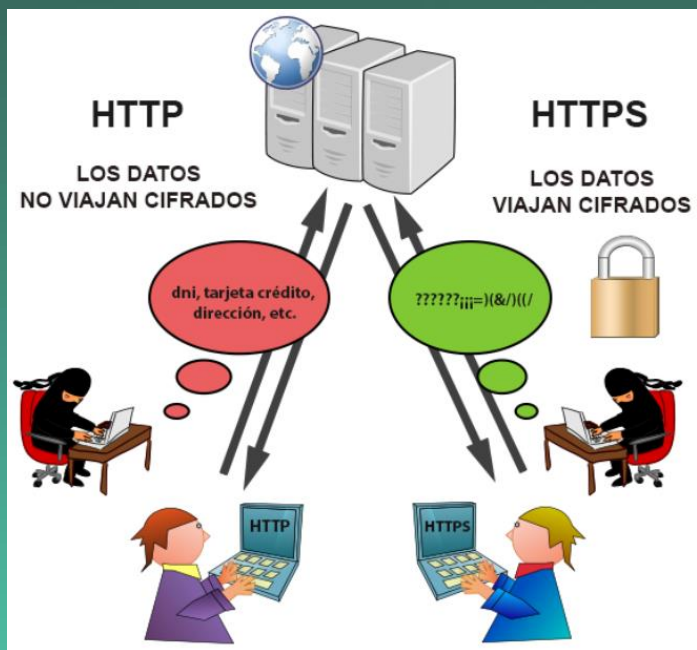 HTTP
LOS DATOS
NO VIAJAN CIFRADOS
HTTPS
LOS DATOS
VIAJAN CIFRADOS
dni, tarjeta crédito,
dirección, etc.
??????¡¡¡=)(&/)((/
HTTP
HTTPS